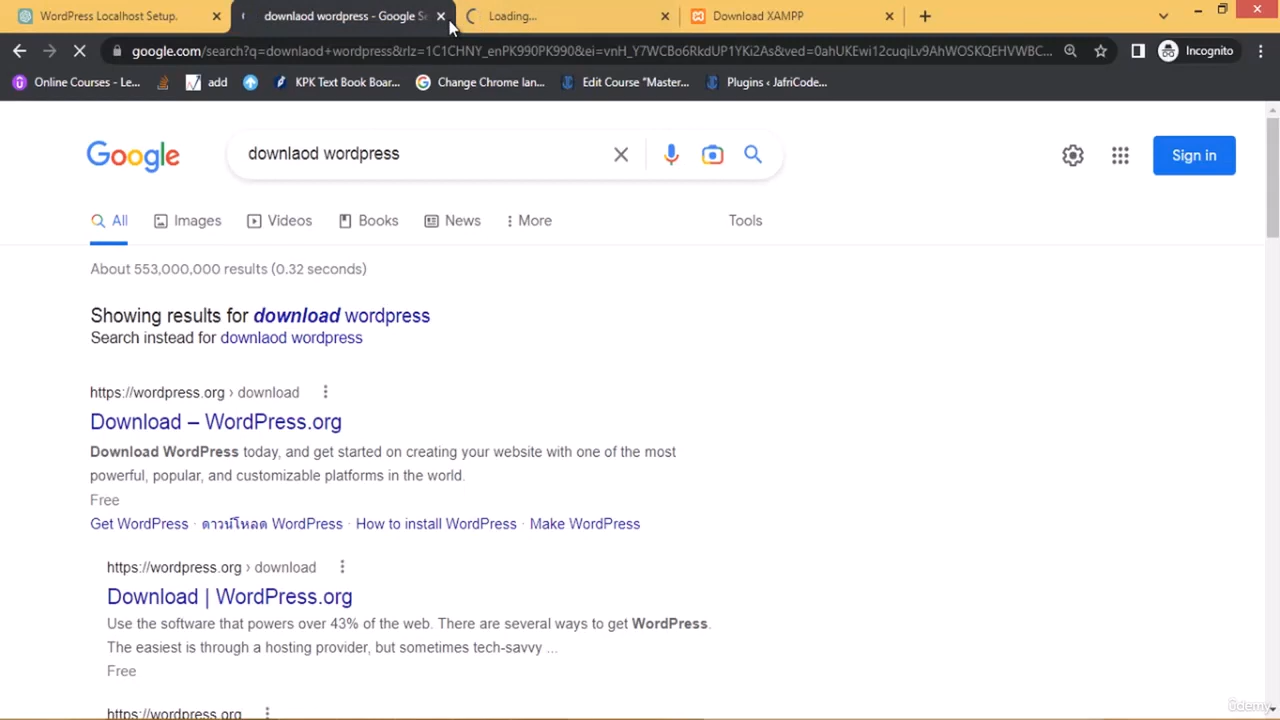 WordPress Localhost Setup.
downlaod wordpress - Google Se
Loading...
Download XAMPP
google.com/search?q=downlaod+wordpress&rlz=1C1CHNY_enPK990PK990&ei=vnH_Y7WCBo6RkdUP1YKi2As&ved=0ahUKEwi12cuqiLv9AhWOSKQEHVWBC...
Incognito
Online Courses - Le...
add
KPK Text Book Boar...
Change Chrome lan...
Edit Course "Master...
Plugins ‹ JafriCode...
Google
downlaod wordpress
Sign in
All
Images
Videos
Books
News
More
Tools
About 553,000,000 results (0.32 seconds)
Showing results for download wordpress
Search instead for downlaod wordpress
https://wordpress.org › download
Download – WordPress.org
Download WordPress today, and get started on creating your website with one of the most
powerful, popular, and customizable platforms in the world.
Free
Get WordPress · ดาวน์โหลด WordPress · How to install WordPress · Make WordPress
https://wordpress.org › download
Download | WordPress.org
Use the software that powers over 43% of the web. There are several ways to get WordPress.
The easiest is through a hosting provider, but sometimes tech-savvy ...
Free
https://wordpress.org
ûdemy